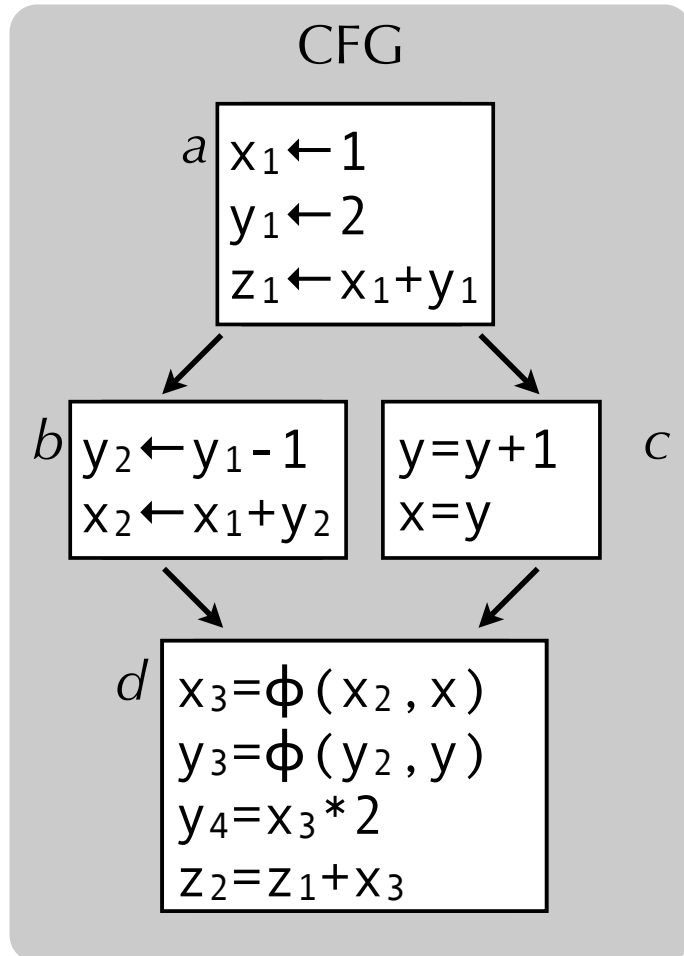 CFG
a
x₁←1
y₁←2
z₁←x₁+y₁
b
y₂←y₁-1
x₂←x₁+y₂
c
y=y+1
x=y
d
x₃=ϕ(x₂,x)
y₃=ϕ(y₂,y)
y₄=x₃*2
z₂=z₁+x₃